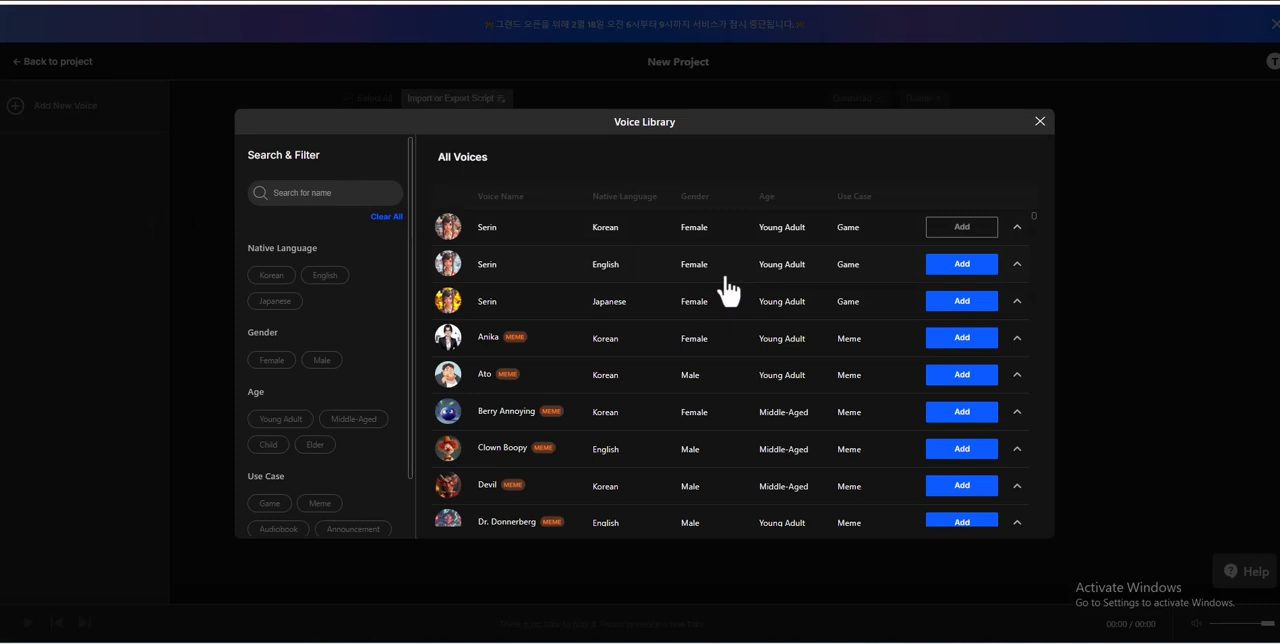 그랜드 오픈을 위해 2월 18일 오전 6시부터 9시까지 서비스가 잠시 중단됩니다.
← Back to project
New Project
T
Add New Voice
Select All
Import or Export Script
Download
Voice Library
Search & Filter
Search for name
Clear All
Native Language
Korean English
Japanese
Gender
Female Male
Age
Young Adult Middle-Aged
Child Elder
Use Case
Game Meme
Audiobook Announcement
All Voices
Voice Name Native Language Gender Age Use Case
Serin Korean Female Young Adult Game Add
Serin English Female Young Adult Game Add
Serin Japanese Female Young Adult Game Add
Anika MEME Korean Female Young Adult Meme Add
Ato MEME Korean Male Young Adult Meme Add
Berry Annoying MEME Korean Female Middle-Aged Meme Add
Clown Boopy MEME English Male Middle-Aged Meme Add
Devil MEME Korean Male Middle-Aged Meme Add
Dr. Donnerberg MEME English Male Young Adult Meme Add
Help
Activate Windows
Go to Settings to activate Windows.
00:00 / 00:00